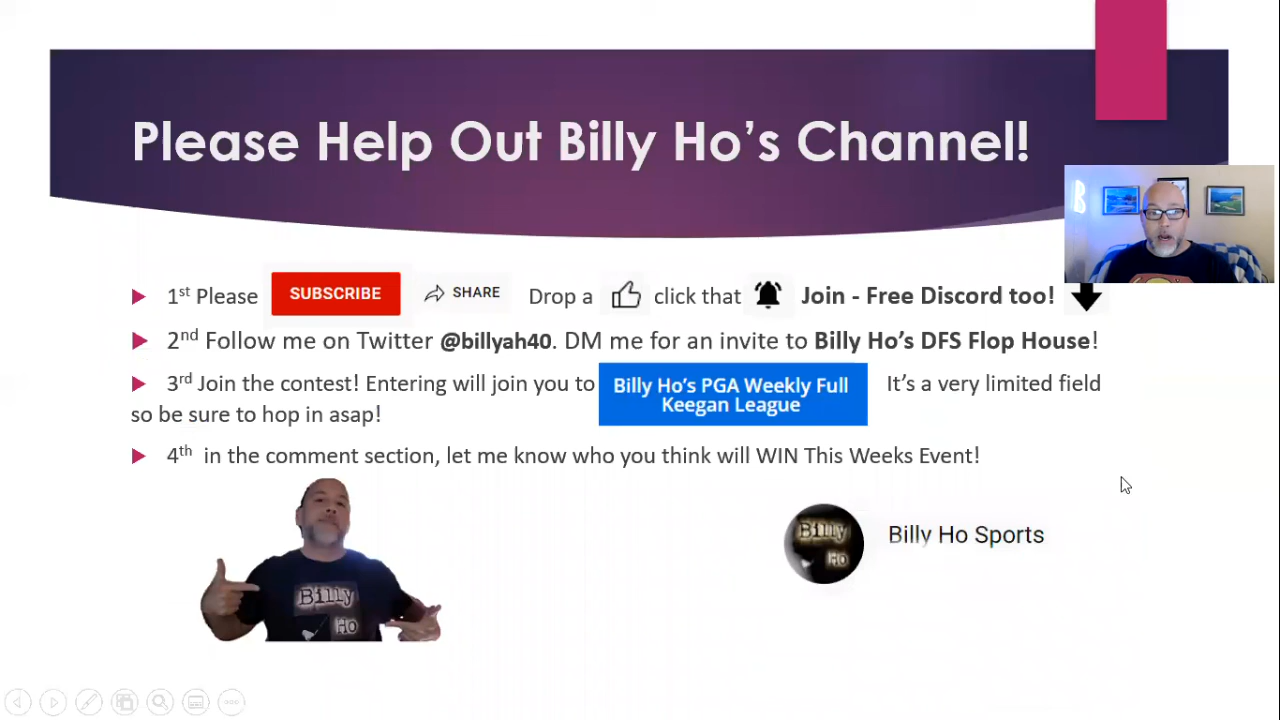 Please Help Out Billy Ho's Channel!
1st Please SUBSCRIBE SHARE Drop a click that Join - Free Discord too!
2nd Follow me on Twitter @billyah40. DM me for an invite to Billy Ho's DFS Flop House!
3rd Join the contest! Entering will join you to Billy Ho's PGA Weekly Full Keegan League It's a very limited field
so be sure to hop in asap!
4th in the comment section, let me know who you think will WIN This Weeks Event!
Billy
Ho
Billy
Ho
Billy Ho Sports